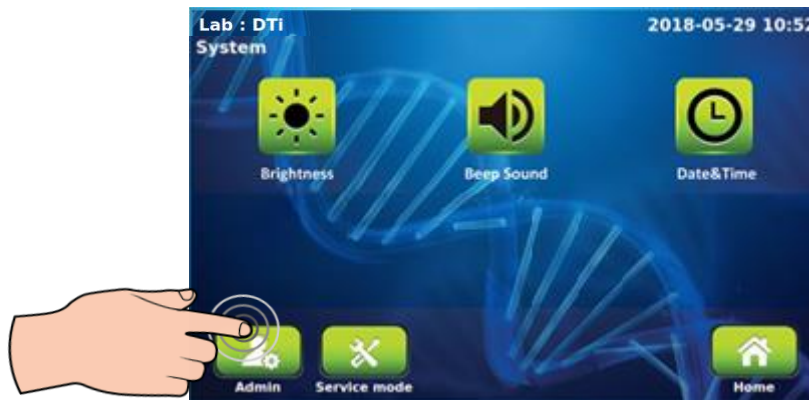 Lab : DTi
2018-05-29 10:52
System
Brightness
Beep Sound
Date&Time
Admin
Service mode
Home